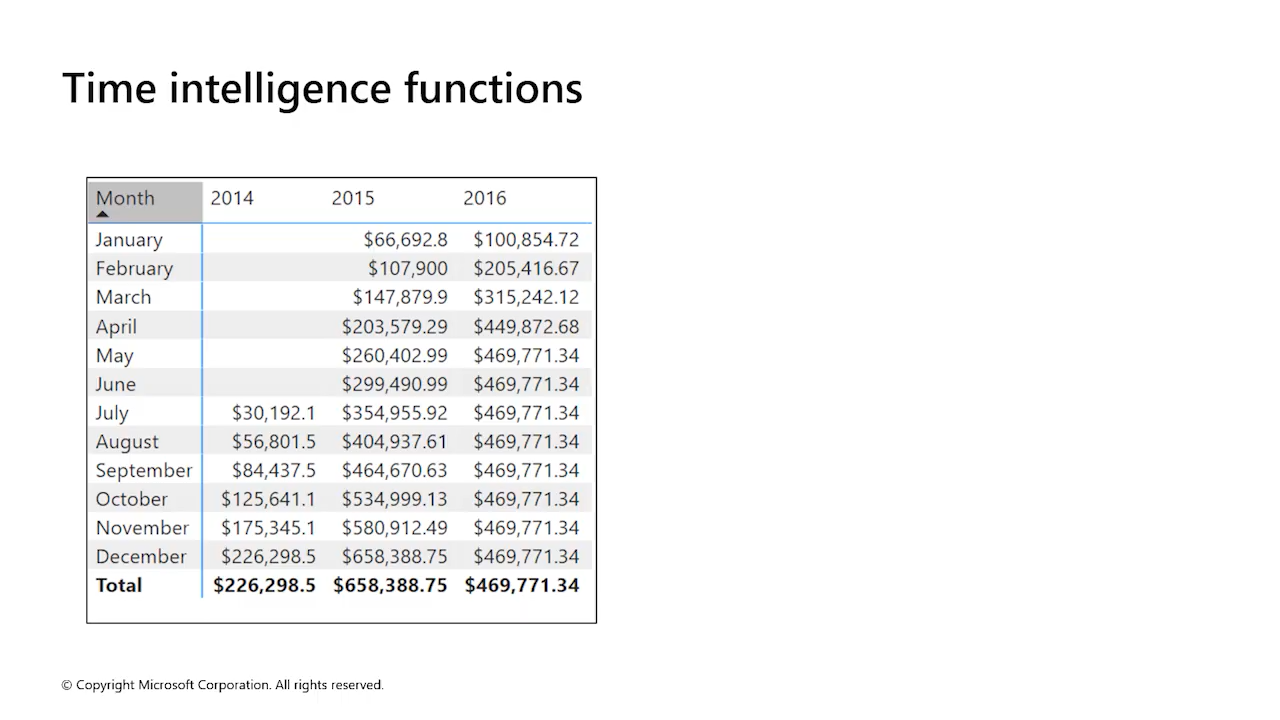 Time intelligence functions
Month 2014 2015 2016
January $66,692.8 $100,854.72
February $107,900 $205,416.67
March $147,879.9 $315,242.12
April $203,579.29 $449,872.68
May $260,402.99 $469,771.34
June $299,490.99 $469,771.34
July $30,192.1 $354,955.92 $469,771.34
August $56,801.5 $404,937.61 $469,771.34
September $84,437.5 $464,670.63 $469,771.34
October $125,641.1 $534,999.13 $469,771.34
November $175,345.1 $580,912.49 $469,771.34
December $226,298.5 $658,388.75 $469,771.34
Total $226,298.5 $658,388.75 $469,771.34
© Copyright Microsoft Corporation. All rights reserved.